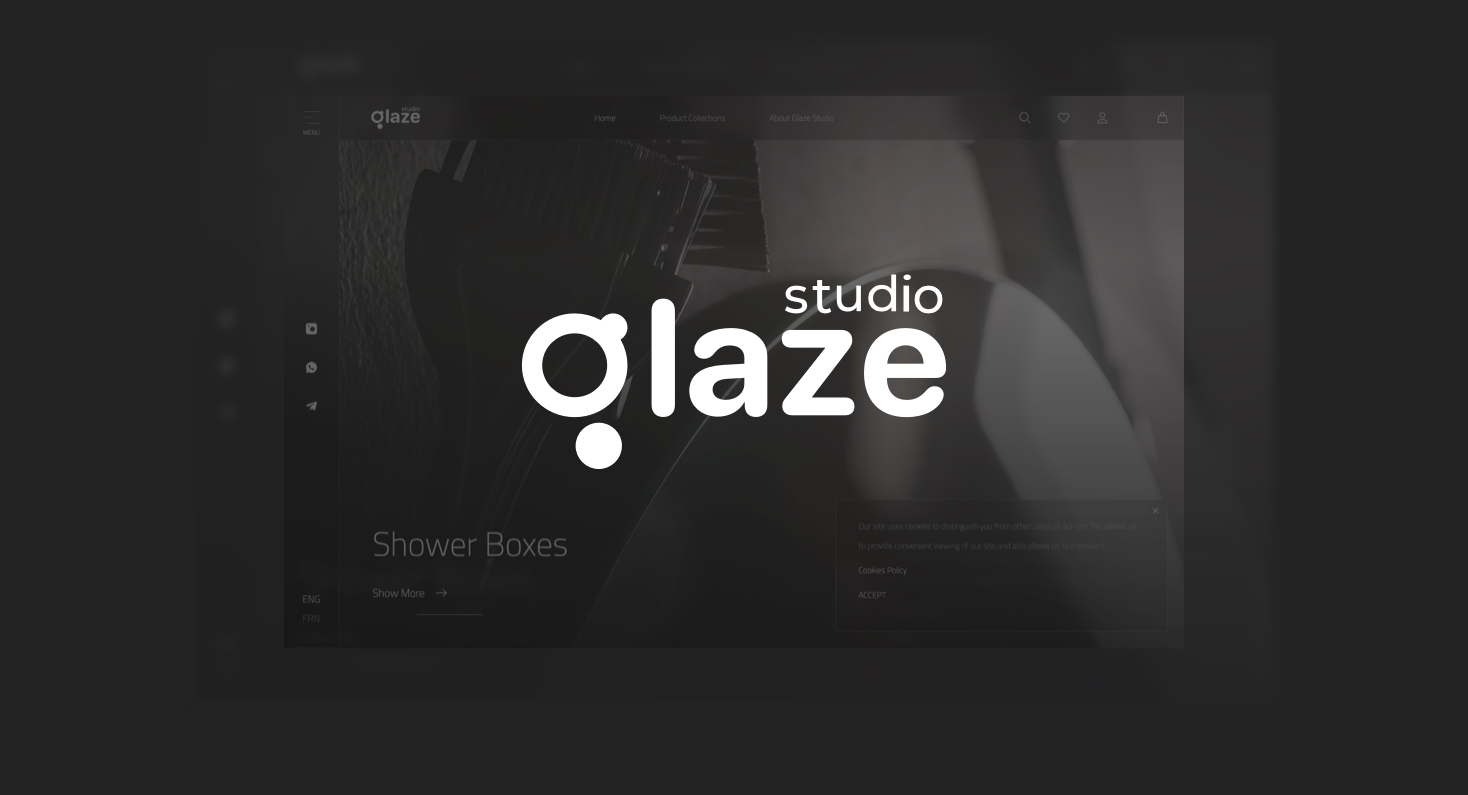 studio
glaze
MENU
studio
glaze
Home
Product Collections
About Glaze Studio
Shower Boxes
Show More
ENG
FRN
Our site uses cookies to distinguish you from other users of our site.This allows us
to provide convenient viewing of our site,and also allows us to improve it.
Cookies Policy
ACCEPT